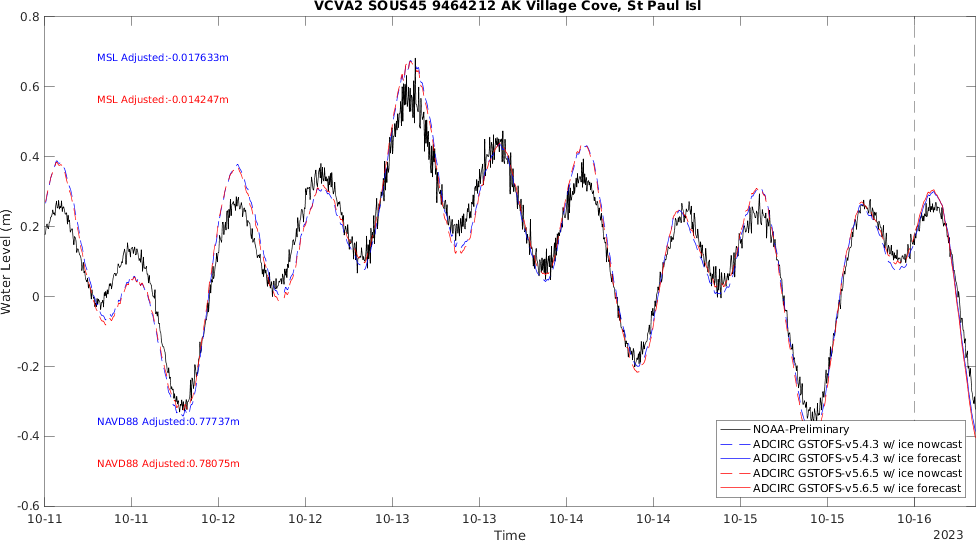 VCVA2 SOUS45 9464212 AK Village Cove, St Paul Isl
0.8
0.6
0.4
0.2
0
-0.2
-0.4
-0.6
Water Level (m)
MSL Adjusted:-0.017633m
MSL Adjusted:-0.014247m
NAVD88 Adjusted:0.77737m
NAVD88 Adjusted:0.78075m
NOAA-Preliminary
ADCIRC GSTOFS-v5.4.3 w/ ice nowcast
ADCIRC GSTOFS-v5.4.3 w/ ice forecast
ADCIRC GSTOFS-v5.6.5 w/ ice nowcast
ADCIRC GSTOFS-v5.6.5 w/ ice forecast
10-11 10-11 10-12 10-12 10-13 10-13 10-14 10-14 10-15 10-15 10-16
Time
2023